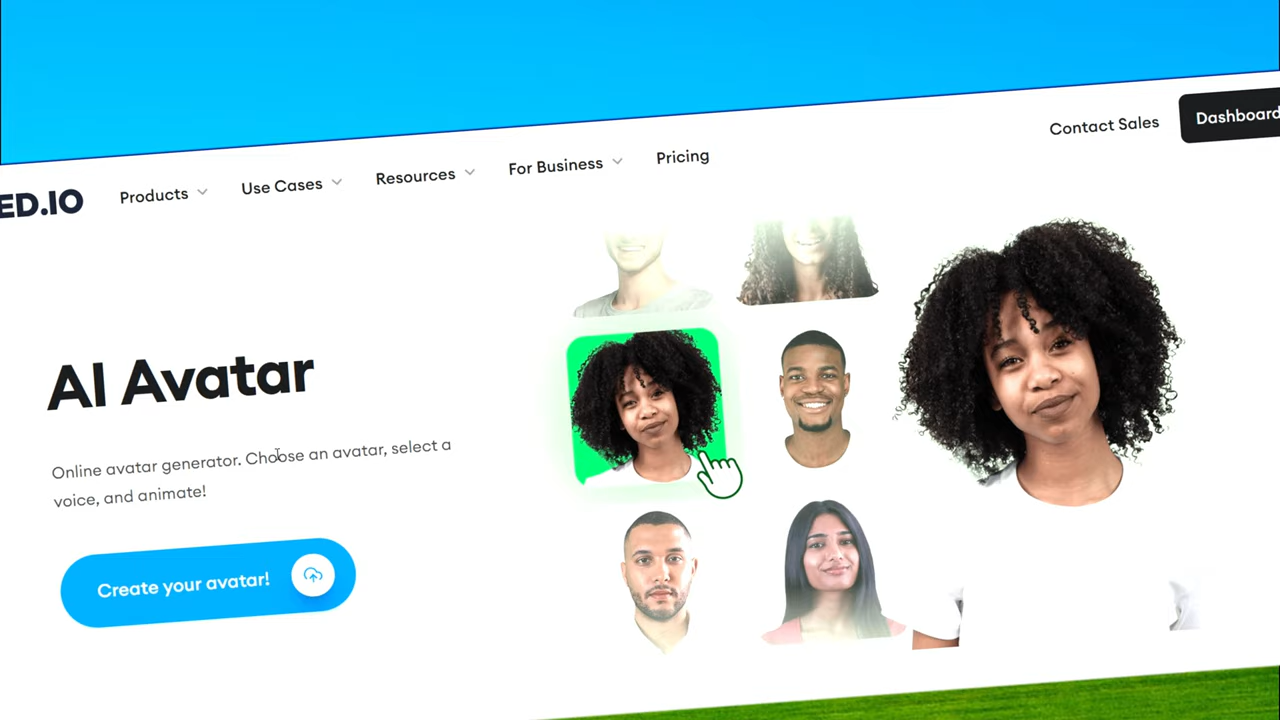 ED.IO
Products
Use Cases
Resources
For Business
Pricing
Contact Sales
Dashboard
AI Avatar
Online avatar generator. Choose an avatar, select a
voice, and animate!
Create your avatar!